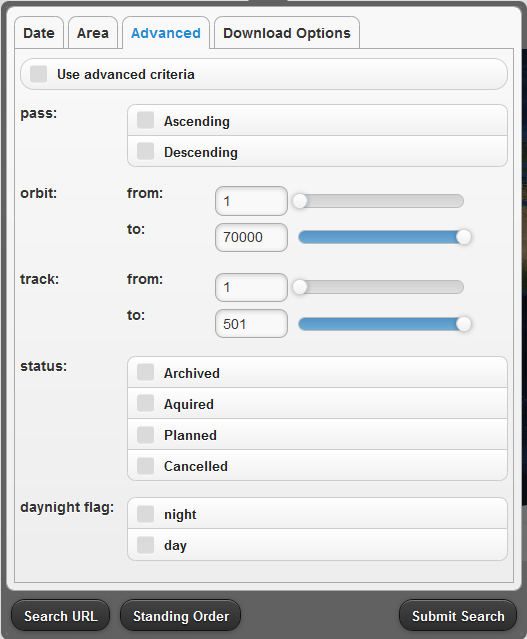 Date Area Advanced Download Options
Use advanced criteria
pass:
Ascending
Descending
orbit: from: 1
to: 70000
track: from: 1
to: 501
status:
Archived
Aquired
Planned
Cancelled
daynight flag:
night
day
Search URL Standing Order Submit Search